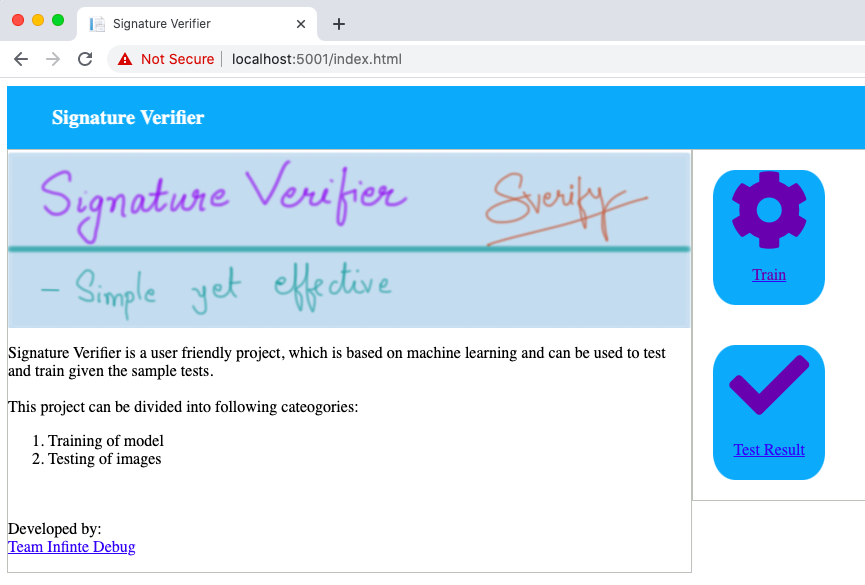 Signature Verifier
Not Secure | localhost:5001/index.html
Signature Verifier
Signature Verifier Sverify
- Simple yet effective
Signature Verifier is a user friendly project, which is based on machine learning and can be used to test
and train given the sample tests.
This project can be divided into following cateogories:
1. Training of model
2. Testing of images
Developed by:
Team Infinte Debug
Train
Test Result